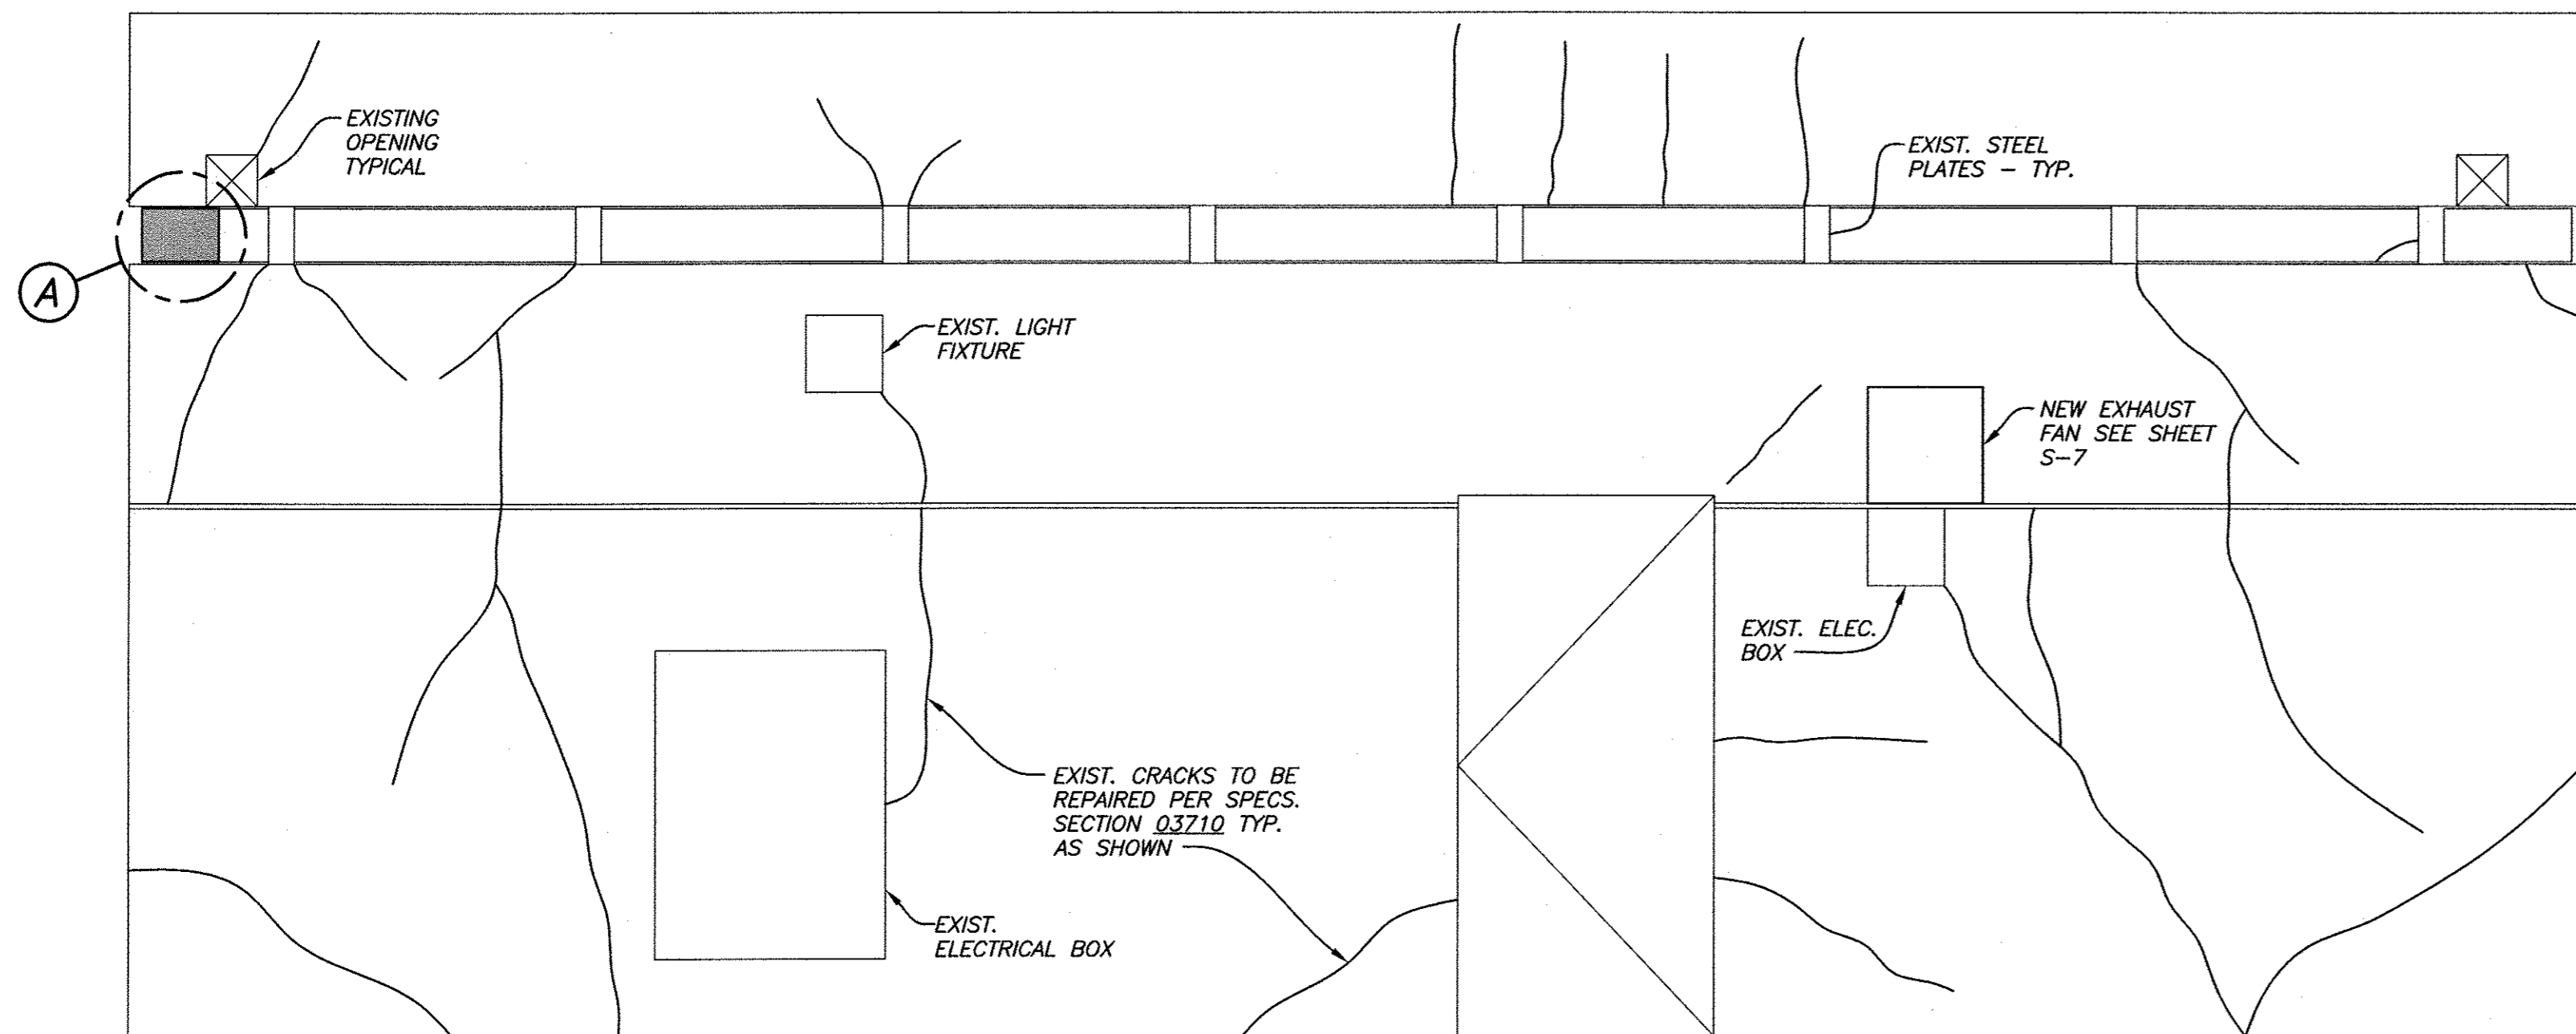 EXISTING
OPENING
TYPICAL
EXIST. STEEL
PLATES - TYP.
A
EXIST. LIGHT
FIXTURE
NEW EXHAUST
FAN SEE SHEET
S-7
EXIST. ELEC.
BOX
EXIST. CRACKS TO BE
REPAIRED PER SPECS.
SECTION 03710 TYP.
AS SHOWN
EXIST.
ELECTRICAL BOX